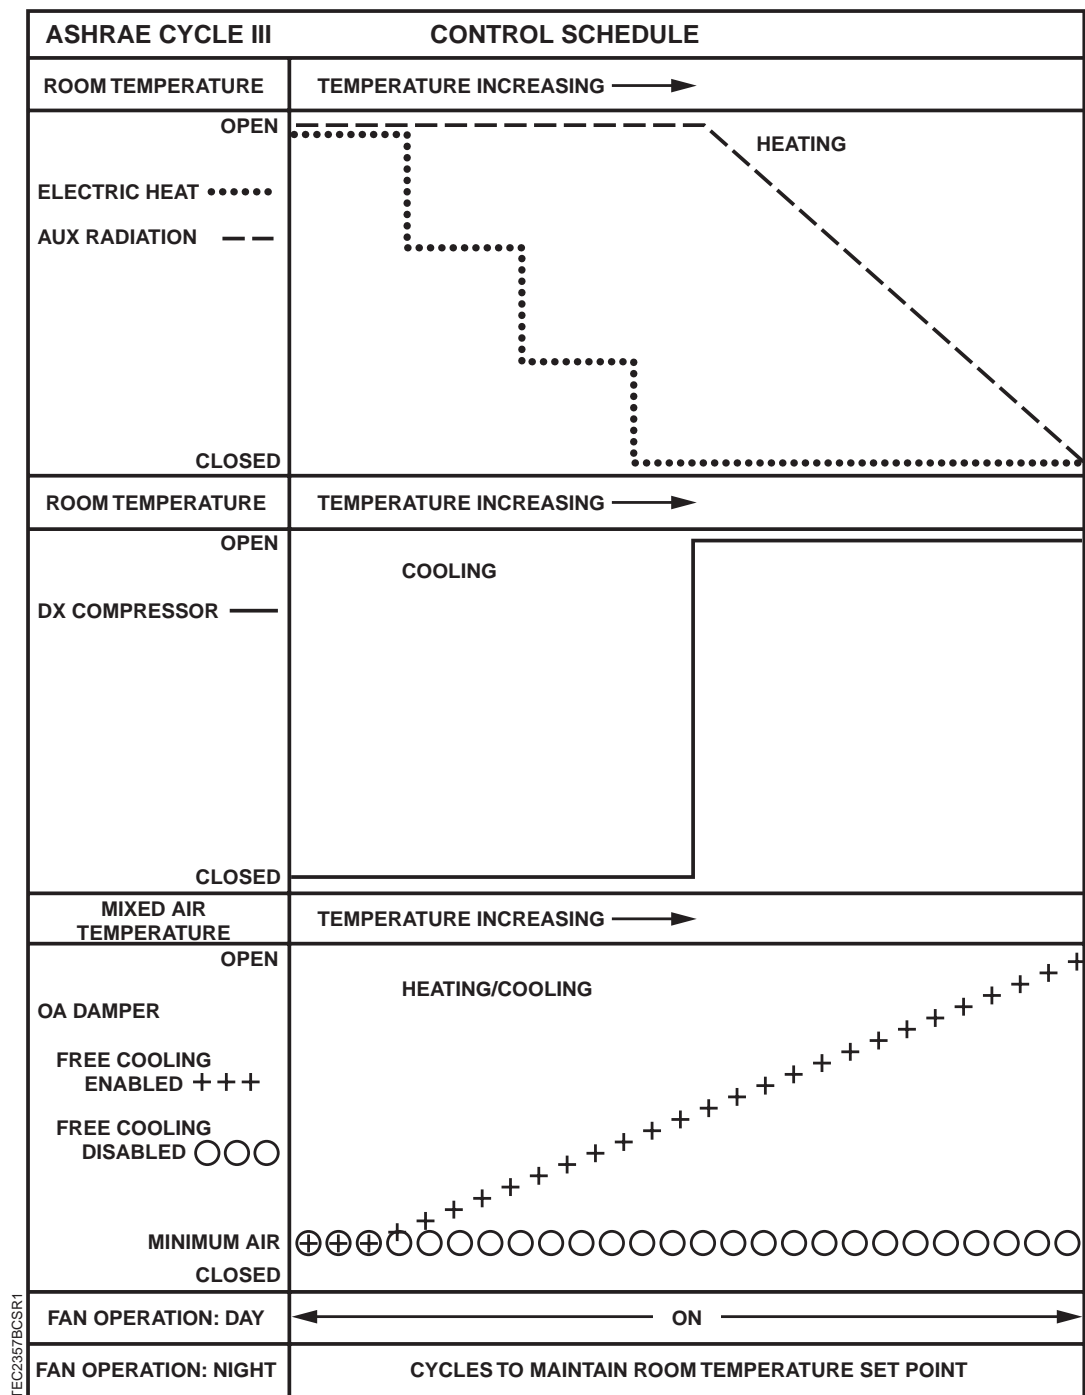 ASHRAE CYCLE III CONTROL SCHEDULE
ROOM TEMPERATURE TEMPERATURE INCREASING
OPEN
HEATING
ELECTRIC HEAT
AUX RADIATION
CLOSED
ROOM TEMPERATURE TEMPERATURE INCREASING
OPEN
COOLING
DX COMPRESSOR
CLOSED
MIXED AIR
TEMPERATURE
TEMPERATURE INCREASING
OPEN
HEATING/COOLING
OA DAMPER
FREE COOLING
ENABLED
FREE COOLING
DISABLED
MINIMUM AIR
CLOSED
FAN OPERATION: DAY ON
FAN OPERATION: NIGHT CYCLES TO MAINTAIN ROOM TEMPERATURE SET POINT
TEC2357BCSR1